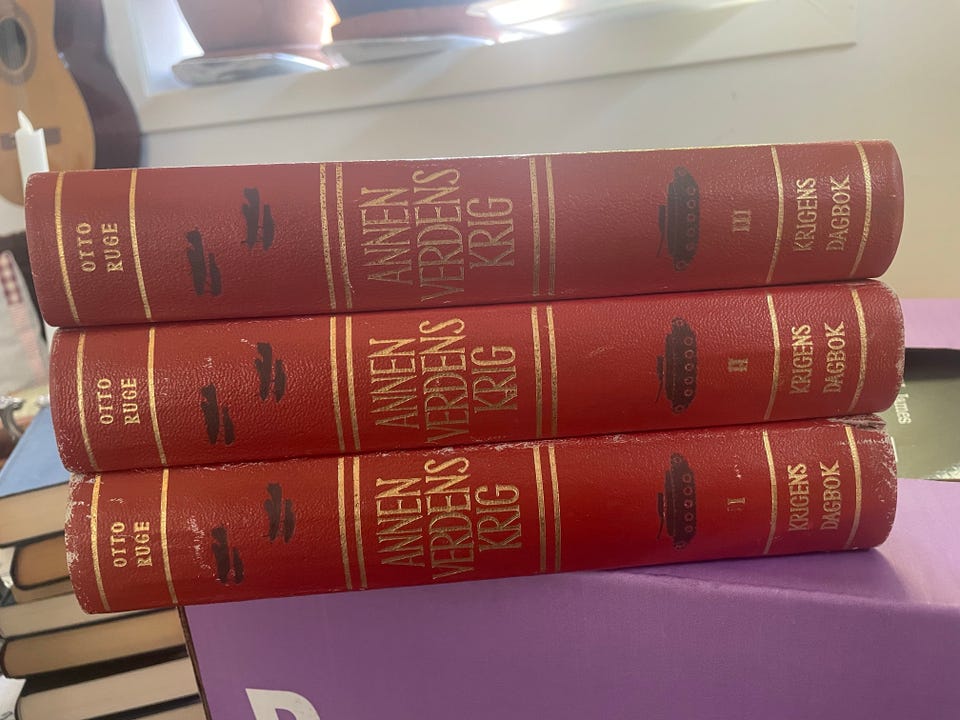 OTTO
RUGE
ANNEN
VERDENS
KRIG
III
KRIGENS
DAGBOK
OTTO
RUGE
ANNEN
VERDENS
KRIG
II
KRIGENS
DAGBOK
OTTO
RUGE
ANNEN
VERDENS
KRIG
I
KRIGENS
DAGBOK
James